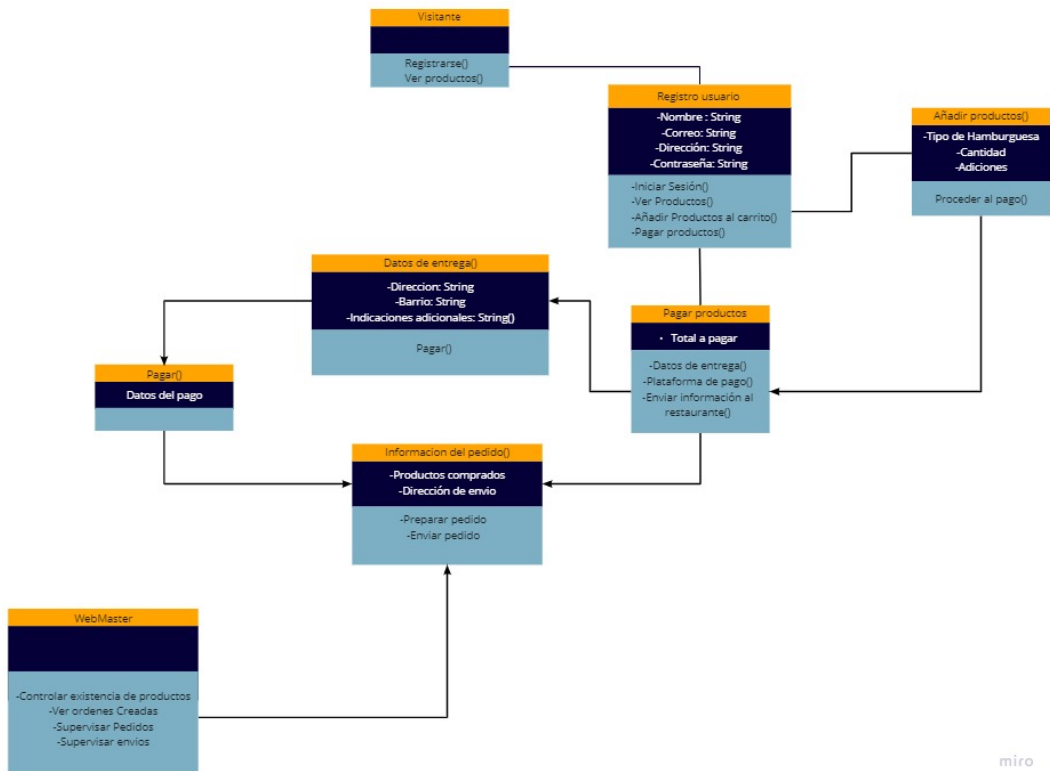 Visitante
Registrarse()
Ver productos()
Registro usuario
-Nombre : String
-Correo: String
-Dirección: String
-Contraseña: String
-Iniciar Sesión()
-Ver Productos()
-Añadir Productos al carrito()
-Pagar productos()
Añadir productos()
-Tipo de Hamburguesa
-Cantidad
-Adiciones
Proceder al pago()
Datos de entrega()
-Direccion: String
-Barrio: String
-Indicaciones adicionales: String()
Pagar()
Pagar productos
· Total a pagar
-Datos de entrega()
-Plataforma de pago()
-Enviar información al
restaurante()
Pagar()
Datos del pago
Informacion del pedido()
-Productos comprados
-Dirección de envio
-Preparar pedido
-Enviar pedido
WebMaster
-Controlar existencia de productos
-Ver ordenes Creadas
-Supervisar Pedidos
-Supervisar envios
miro